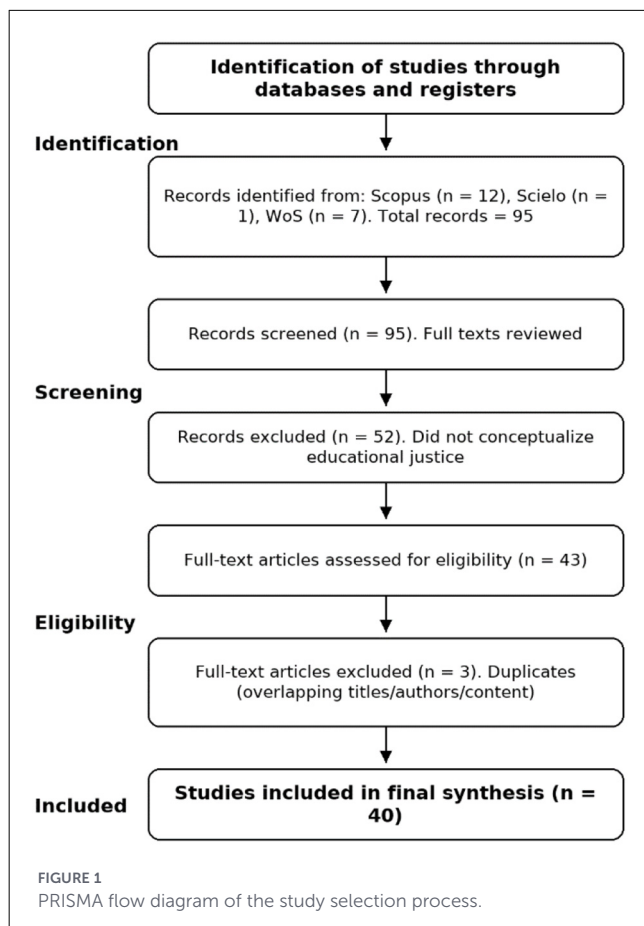 Identification of studies through
databases and registers
Identification
Records identified from: Scopus (n = 12), Scielo (n =
1), WoS (n = 7). Total records = 95
Records screened (n = 95). Full texts reviewed
Screening
Records excluded (n = 52). Did not conceptualize
educational justice
Full-text articles assessed for eligibility (n = 43)
Eligibility
Full-text articles excluded (n = 3). Duplicates
(overlapping titles/authors/content)
Included
Studies included in final synthesis (n =
40)
FIGURE 1
PRISMA flow diagram of the study selection process.